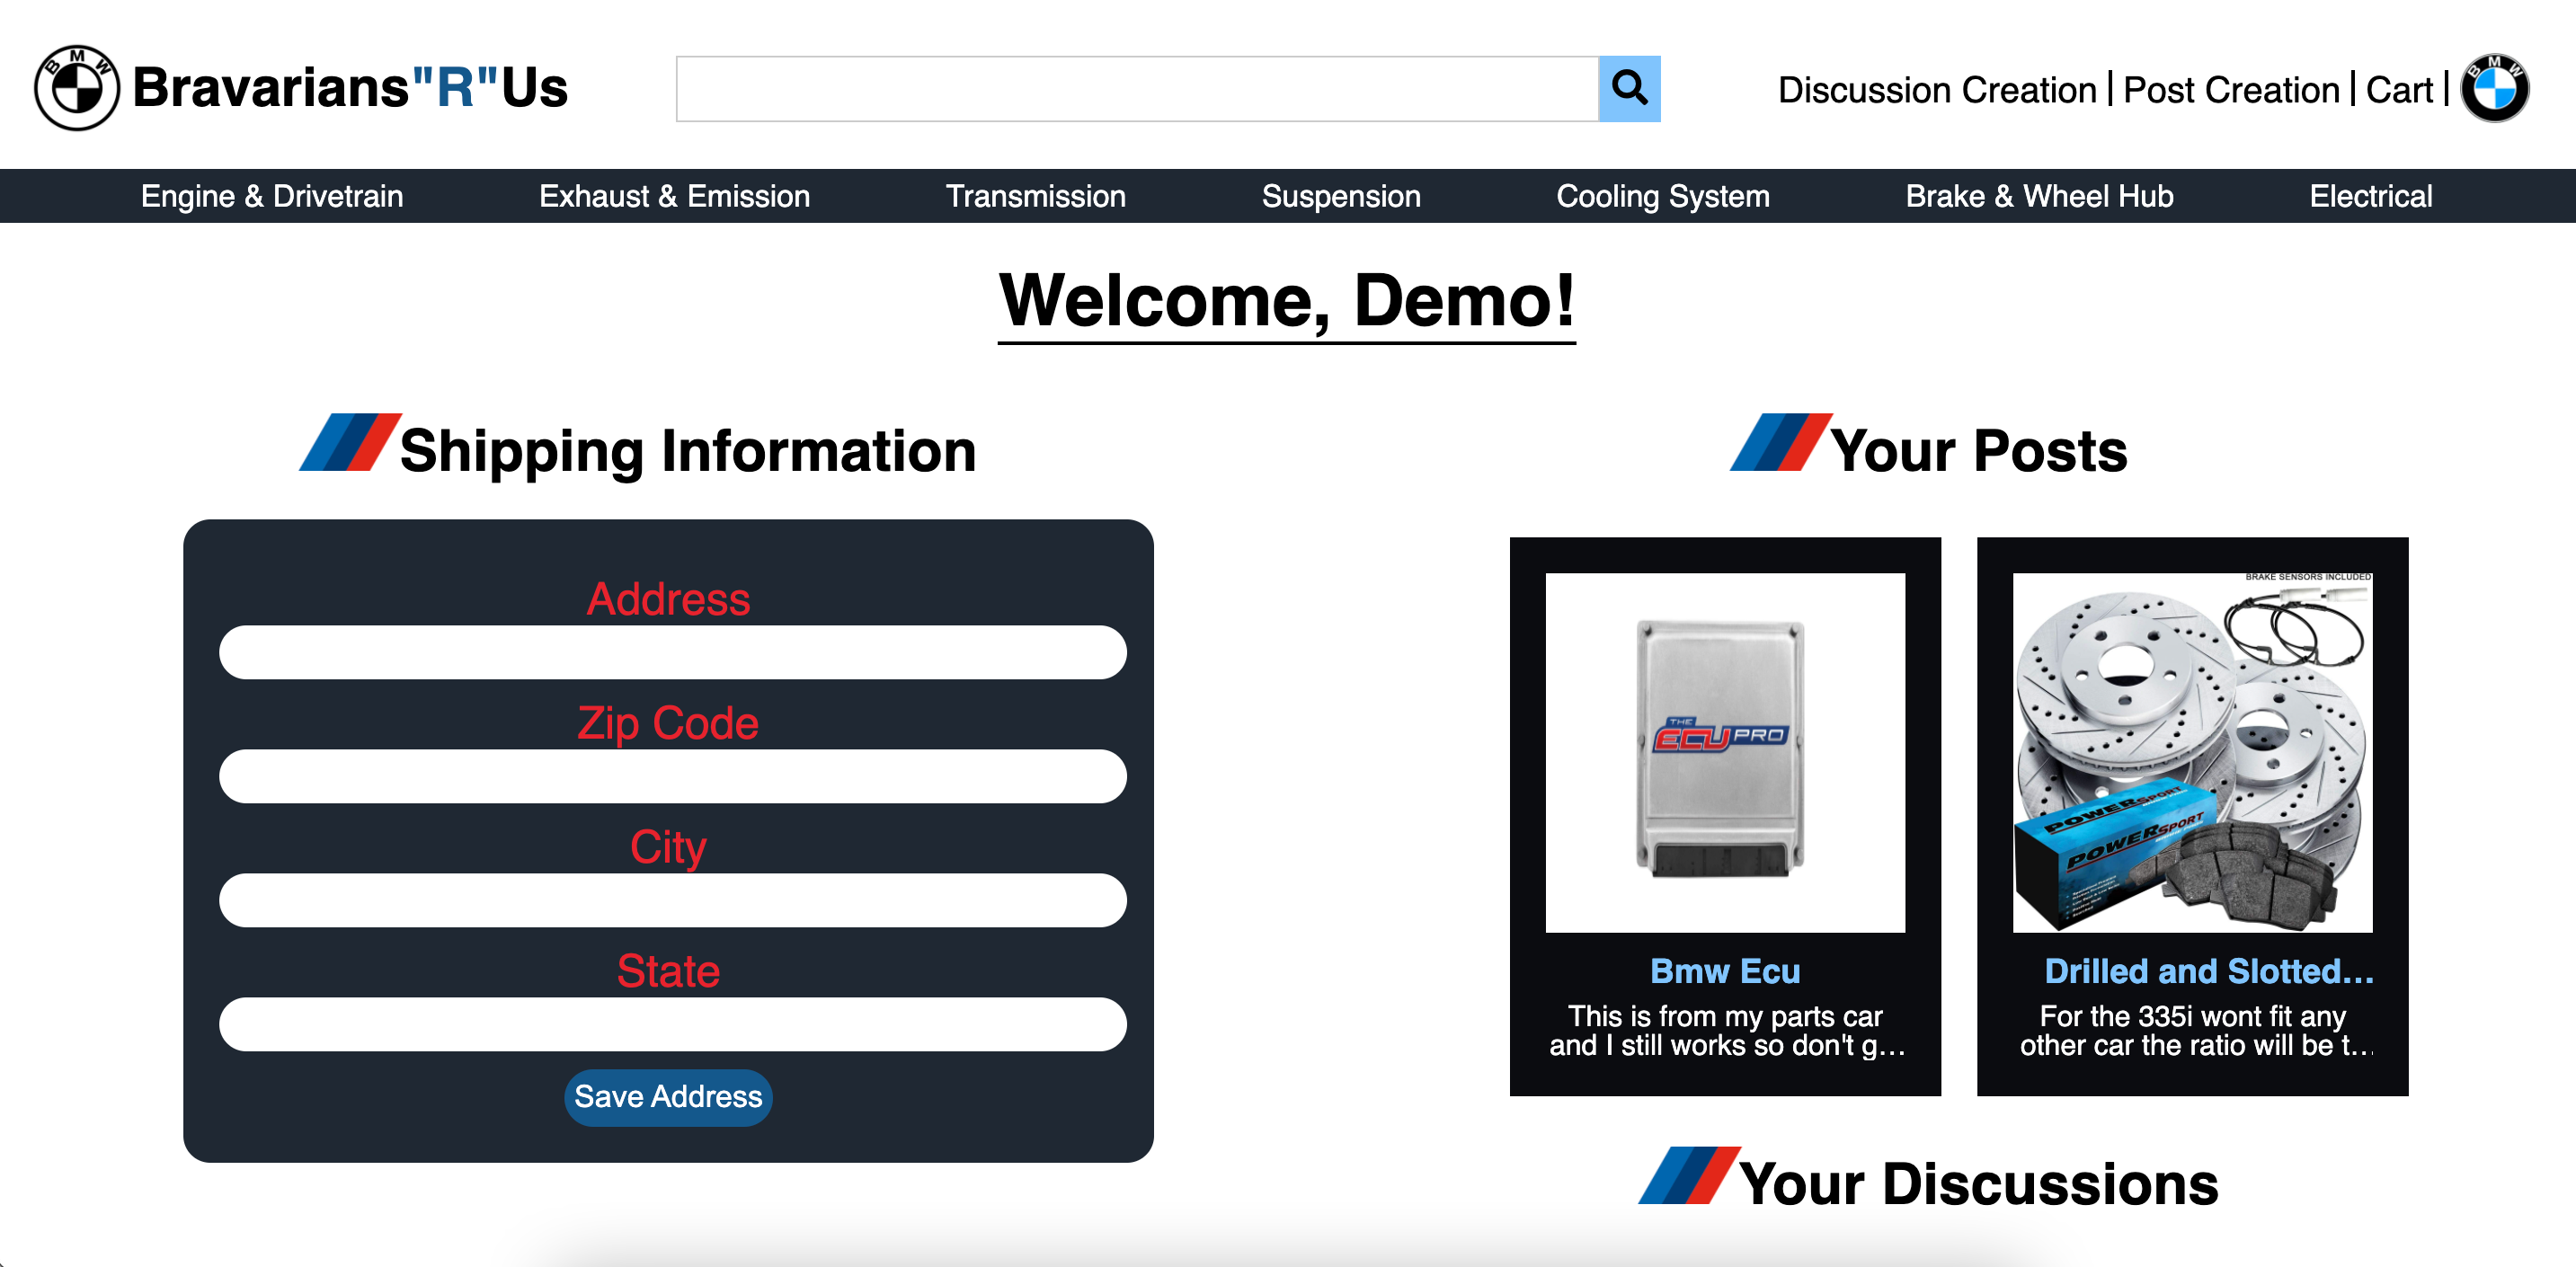 BMW
Bravarians"R"Us
Discussion Creation | Post Creation | Cart |
BMW
Engine & Drivetrain
Exhaust & Emission
Transmission
Suspension
Cooling System
Brake & Wheel Hub
Electrical
Welcome, Demo!
Shipping Information
Address
Zip Code
City
State
Save Address
Your Posts
THE
ECU PRO
Bmw Ecu
This is from my parts car
and I still works so don't g...
BRAKE SENSORS INCLUDED
POWERSPORT
POWERSPORT
Drilled and Slotted...
For the 335i wont fit any
other car the ratio will be t...
Your Discussions